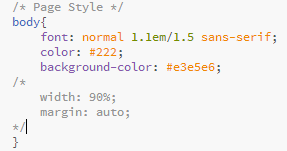 /* Page Style */
body{
    font: normal 1.1em/1.5 sans-serif;
    color: #222;
    background-color: #e3e5e6;
/*
    width: 90%;
    margin: auto;
*/
}